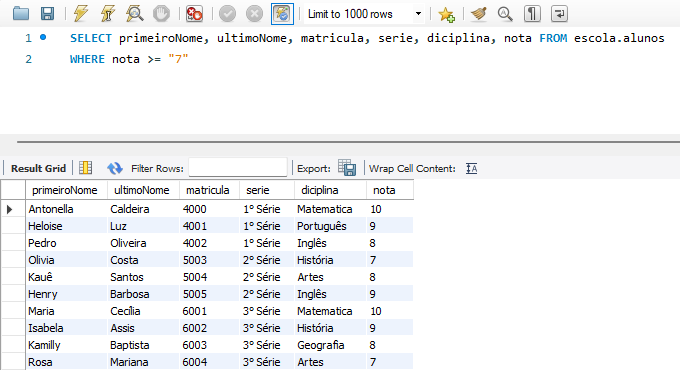 Limit to 1000 rows
1 SELECT primeiroNome, ultimoNome, matricula, serie, diciplina, nota FROM escola.alunos
2 WHERE nota >= "7"
Result Grid Filter Rows: Export: Wrap Cell Content: IA
primeiroNome ultimoNome matricula serie diciplina nota
Antonella Caldeira 4000 1º Série Matematica 10
Heloise Luz 4001 1º Série Português 9
Pedro Oliveira 4002 1º Série Inglês 8
Olivia Costa 5003 2º Série História 7
Kauê Santos 5004 2º Série Artes 8
Henry Barbosa 5005 2º Série Inglês 9
Maria Cecília 6001 3º Série Matematica 10
Isabela Assis 6002 3º Série História 9
Kamilly Baptista 6003 3º Série Geografia 8
Rosa Mariana 6004 3º Série Artes 7